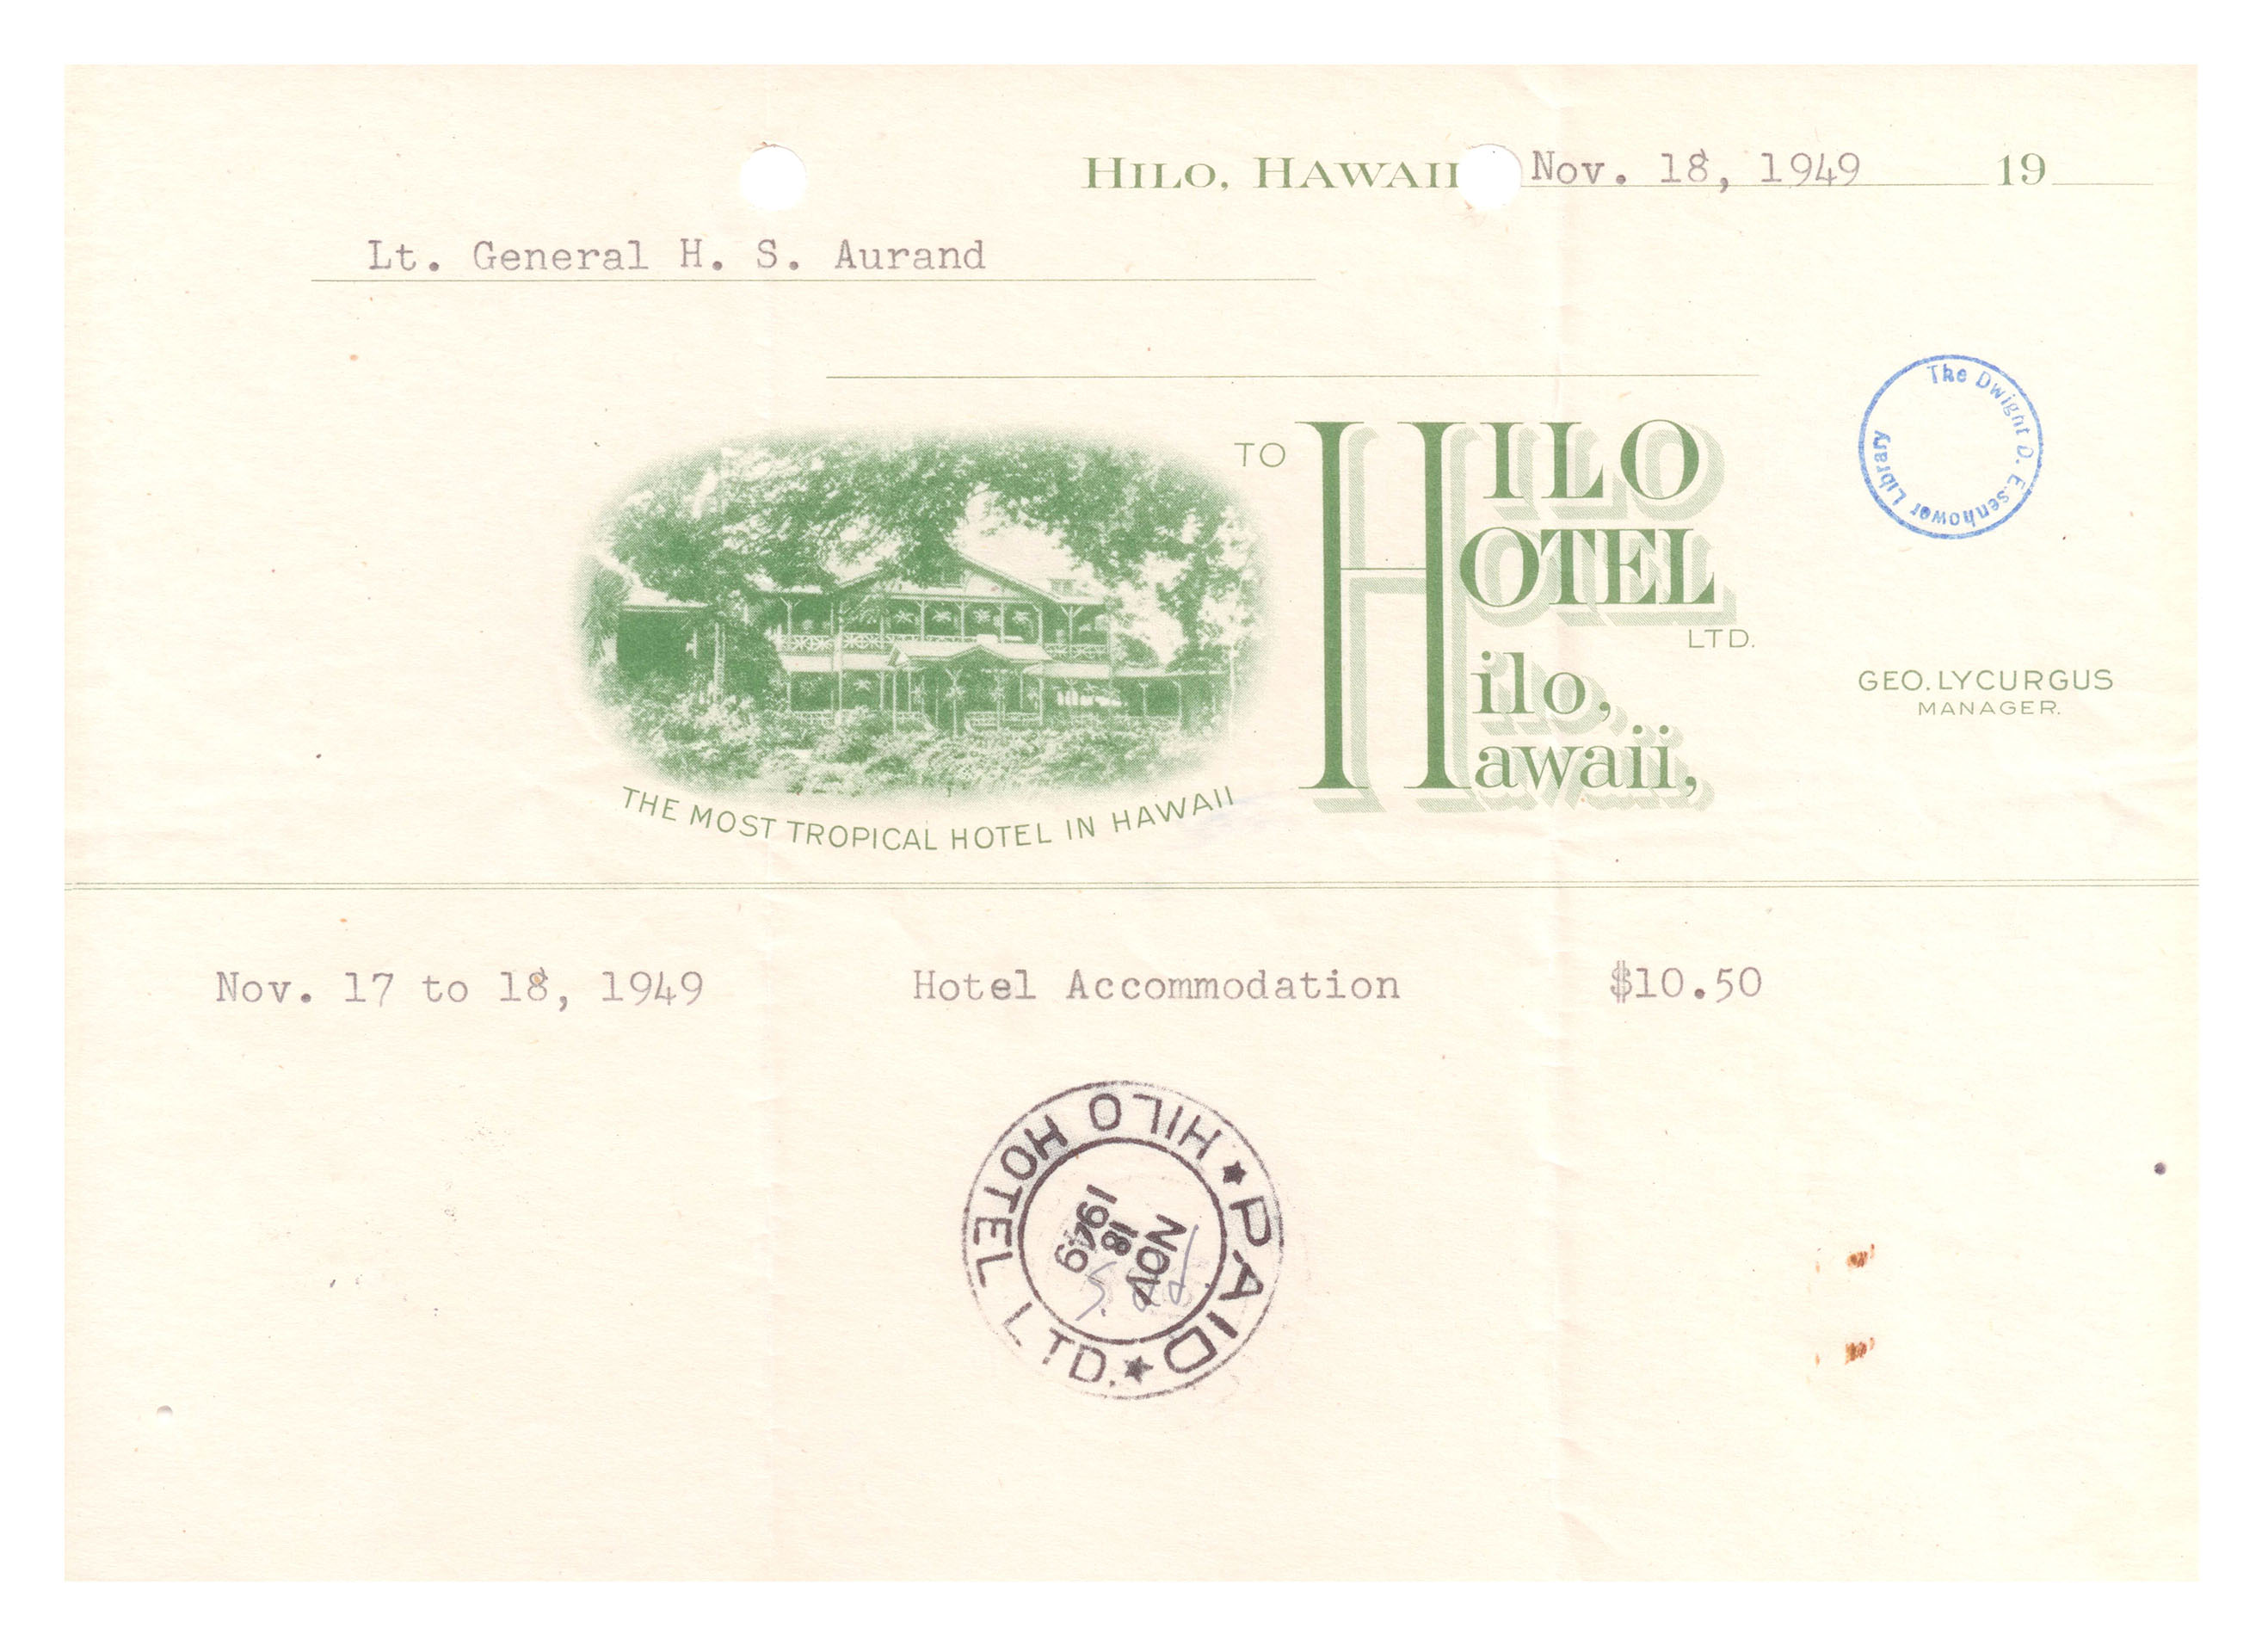 HILO, HAWAII Nov. 18, 1949 19
Lt. General H. S. Aurand
TO HILO
HOTEL
LTD.
Hilo,
Hawaii,
The Dwight D. Eisenhower Library
GEO. LYCURGUS
MANAGER.
THE MOST TROPICAL HOTEL IN HAWAII
Nov. 17 to 18, 1949 Hotel Accommodation $10.50
★ PAID ★ HILO HOTEL LTD.
NOV
18
1949